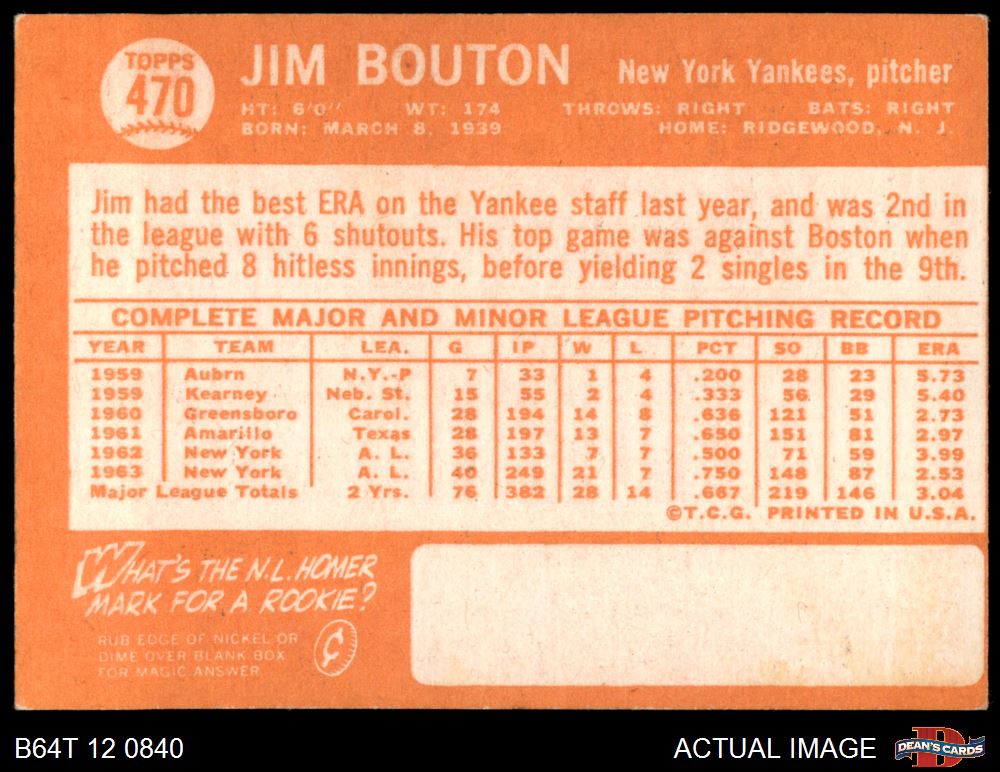 TOPPS
470
JIM BOUTON New York Yankees, pitcher
HT: 6'0" WT: 174 THROWS: RIGHT BATS: RIGHT
BORN: MARCH 8, 1939 HOME: RIDGEWOOD, N. J.
Jim had the best ERA on the Yankee staff last year, and was 2nd in
the league with 6 shutouts. His top game was against Boston when
he pitched 8 hitless innings, before yielding 2 singles in the 9th.
COMPLETE MAJOR AND MINOR LEAGUE PITCHING RECORD
YEAR TEAM LEA. G IP W L PCT SO BB ERA
1959 Aubrn N.Y.-P 7 33 1 4 .200 28 23 5.73
1959 Kearney Neb. St. 15 55 2 4 .333 56 29 5.40
1960 Greensboro Carol. 28 194 14 8 .636 121 51 2.73
1961 Amarillo Texas 28 197 13 7 .650 151 81 2.97
1962 New York A. L. 36 133 7 7 .500 71 59 3.99
1963 New York A. L. 40 249 21 7 .750 148 87 2.53
Major League Totals 2 Yrs. 76 382 28 14 .667 219 146 3.04
©T.C.G. PRINTED IN U.S.A.
WHAT'S THE N.L. HOMER
MARK FOR A ROOKIE?
RUB EDGE OF NICKEL OR
DIME OVER BLANK BOX
FOR MAGIC ANSWER
¢
B64T 12 0840 ACTUAL IMAGE DEAN'S CARDS